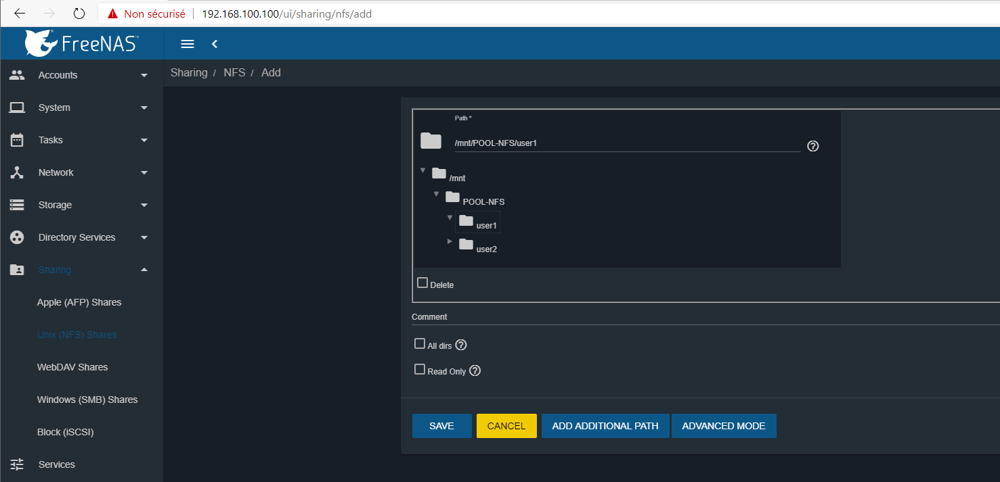 Non sécurisé 192.168.100.100/ui/sharing/nfs/add
FreeNAS™
Accounts
System
Tasks
Network
Storage
Directory Services
Sharing
Apple (AFP) Shares
Unix (NFS) Shares
WebDAV Shares
Windows (SMB) Shares
Block (iSCSI)
Services
Sharing / NFS / Add
Path *
/mnt/POOL-NFS/user1
/mnt
POOL-NFS
user1
user2
Delete
Comment
All dirs
Read Only
SAVE CANCEL ADD ADDITIONAL PATH ADVANCED MODE